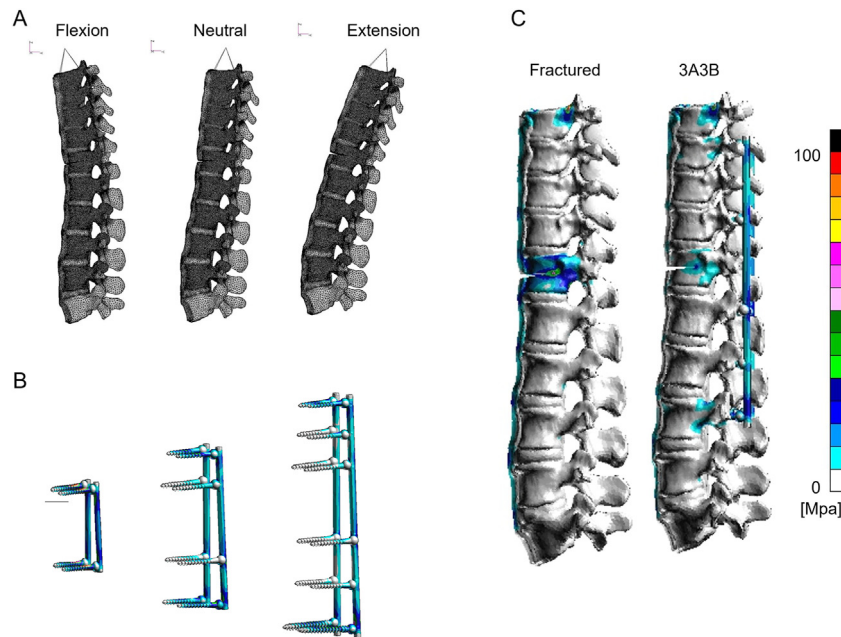 A
Flexion
Neutral
Extension
B
C
Fractured
3A3B
100
0
[Mpa]